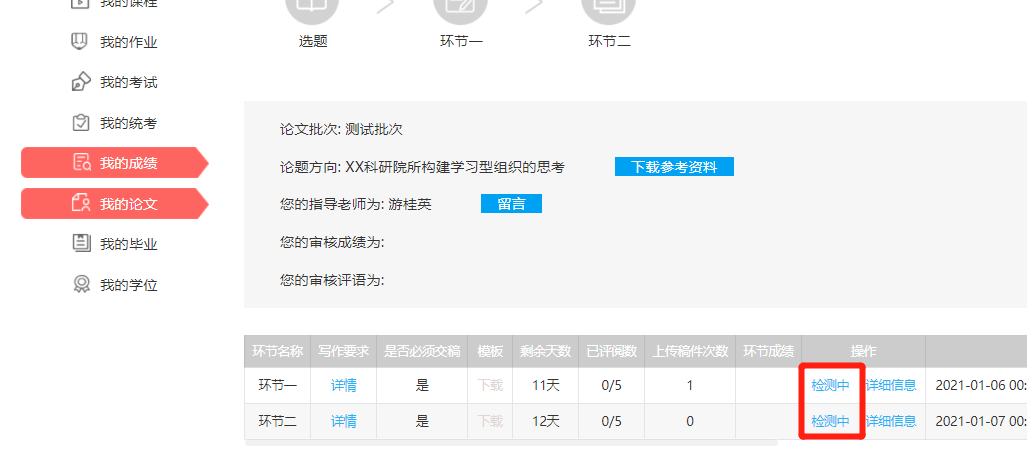 我的课程
我的作业
我的考试
我的统考
我的成绩
我的论文
我的毕业
我的学位
选题
环节一
环节二
论文批次: 测试批次
论题方向: XX科研院所构建学习型组织的思考 下载参考资料
您的指导老师为: 游桂英 留言
您的审核成绩为:
您的审核评语为:
环节名称 写作要求 是否必须交稿 模板 剩余天数 已评阅数 上传稿件次数 环节成绩 操作
环节一 详情 是 下载 11天 0/5 1 检测中 详细信息 2021-01-06 00:
环节二 详情 是 下载 12天 0/5 0 检测中 详细信息 2021-01-07 00: